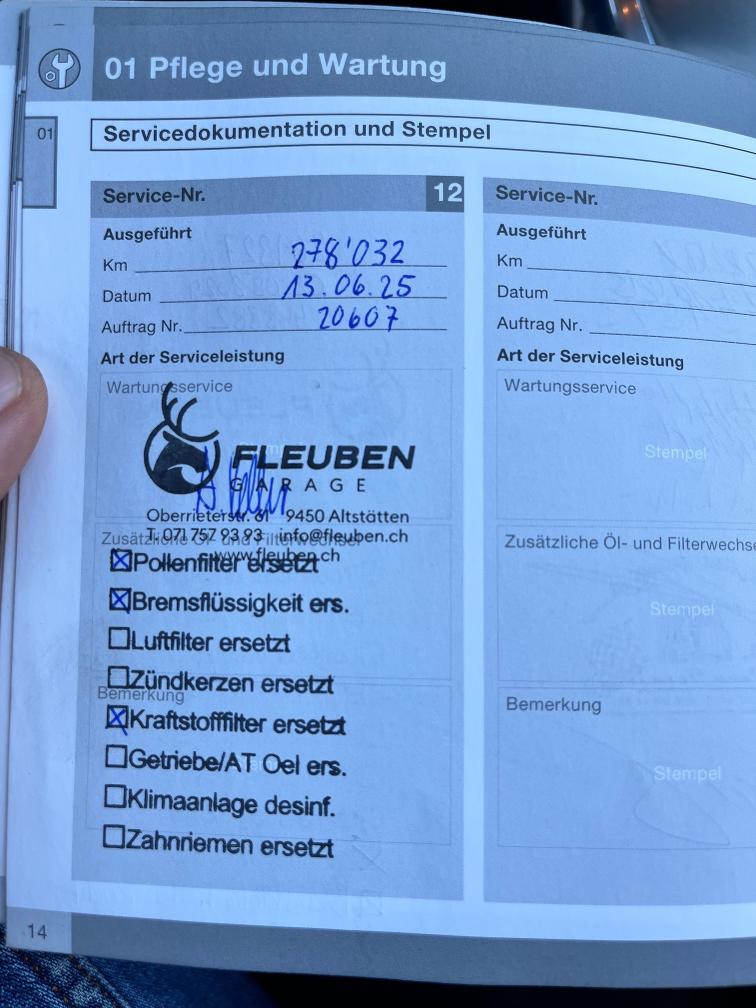 01 Pflege und Wartung
01
Servicedokumentation und Stempel
Service-Nr. 12
Ausgeführt
Km 278'032
Datum 13.06.25
Auftrag Nr. 20607
Art der Serviceleistung
Wartungsservice
FLEUBEN
GARAGE
Oberrieterstr. 61 9450 Altstätten
T. 071 757 93 93 info@fleuben.ch
Zusätzliche Öl- und Filterwechsel
www.fleuben.ch
Pollenfilter ersetzt
Bremsflüssigkeit ers.
Luftfilter ersetzt
Zündkerzen ersetzt
Bemerkung
Kraftstofffilter ersetzt
Getriebe/AT Oel ers.
Klimaanlage desinf.
Zahnriemen ersetzt
Service-Nr.
Ausgeführt
Km
Datum
Auftrag Nr.
Art der Serviceleistung
Wartungsservice
Stempel
Zusätzliche Öl- und Filterwechse
Stempel
Bemerkung
Stempel
14